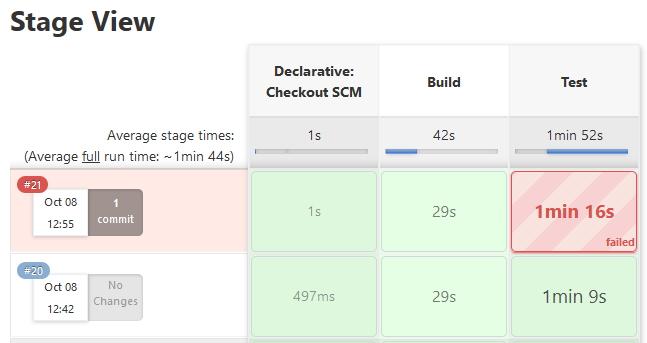 Stage View
Declarative:
Checkout SCM
Build
Test
Average stage times:
(Average full run time: ~1min 44s)
1s
42s
1min 52s
#21
Oct 08
12:55
1
commit
1s
29s
1min 16s
failed
#20
Oct 08
12:42
No
Changes
497ms
29s
1min 9s